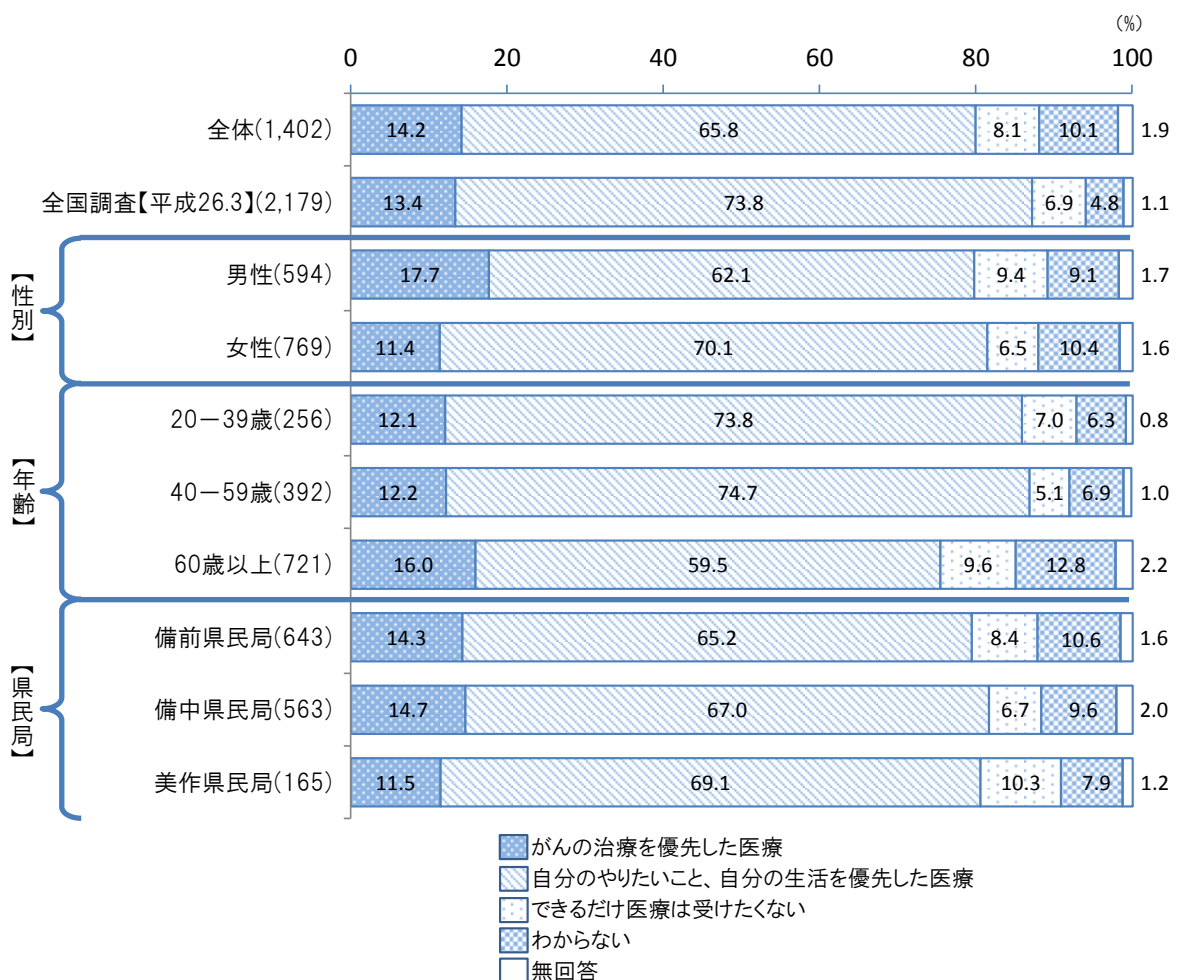 (%)
0 20 40 60 80 100
全体(1,402) 14.2 65.8 8.1 10.1 1.9
全国調査【平成26.3】(2,179) 13.4 73.8 6.9 4.8 1.1
【性別】
男性(594) 17.7 62.1 9.4 9.1 1.7
女性(769) 11.4 70.1 6.5 10.4 1.6
【年齢】
20－39歳(256) 12.1 73.8 7.0 6.3 0.8
40－59歳(392) 12.2 74.7 5.1 6.9 1.0
60歳以上(721) 16.0 59.5 9.6 12.8 2.2
【県民局】
備前県民局(643) 14.3 65.2 8.4 10.6 1.6
備中県民局(563) 14.7 67.0 6.7 9.6 2.0
美作県民局(165) 11.5 69.1 10.3 7.9 1.2
がんの治療を優先した医療
自分のやりたいこと、自分の生活を優先した医療
できるだけ医療は受けたくない
わからない
無回答